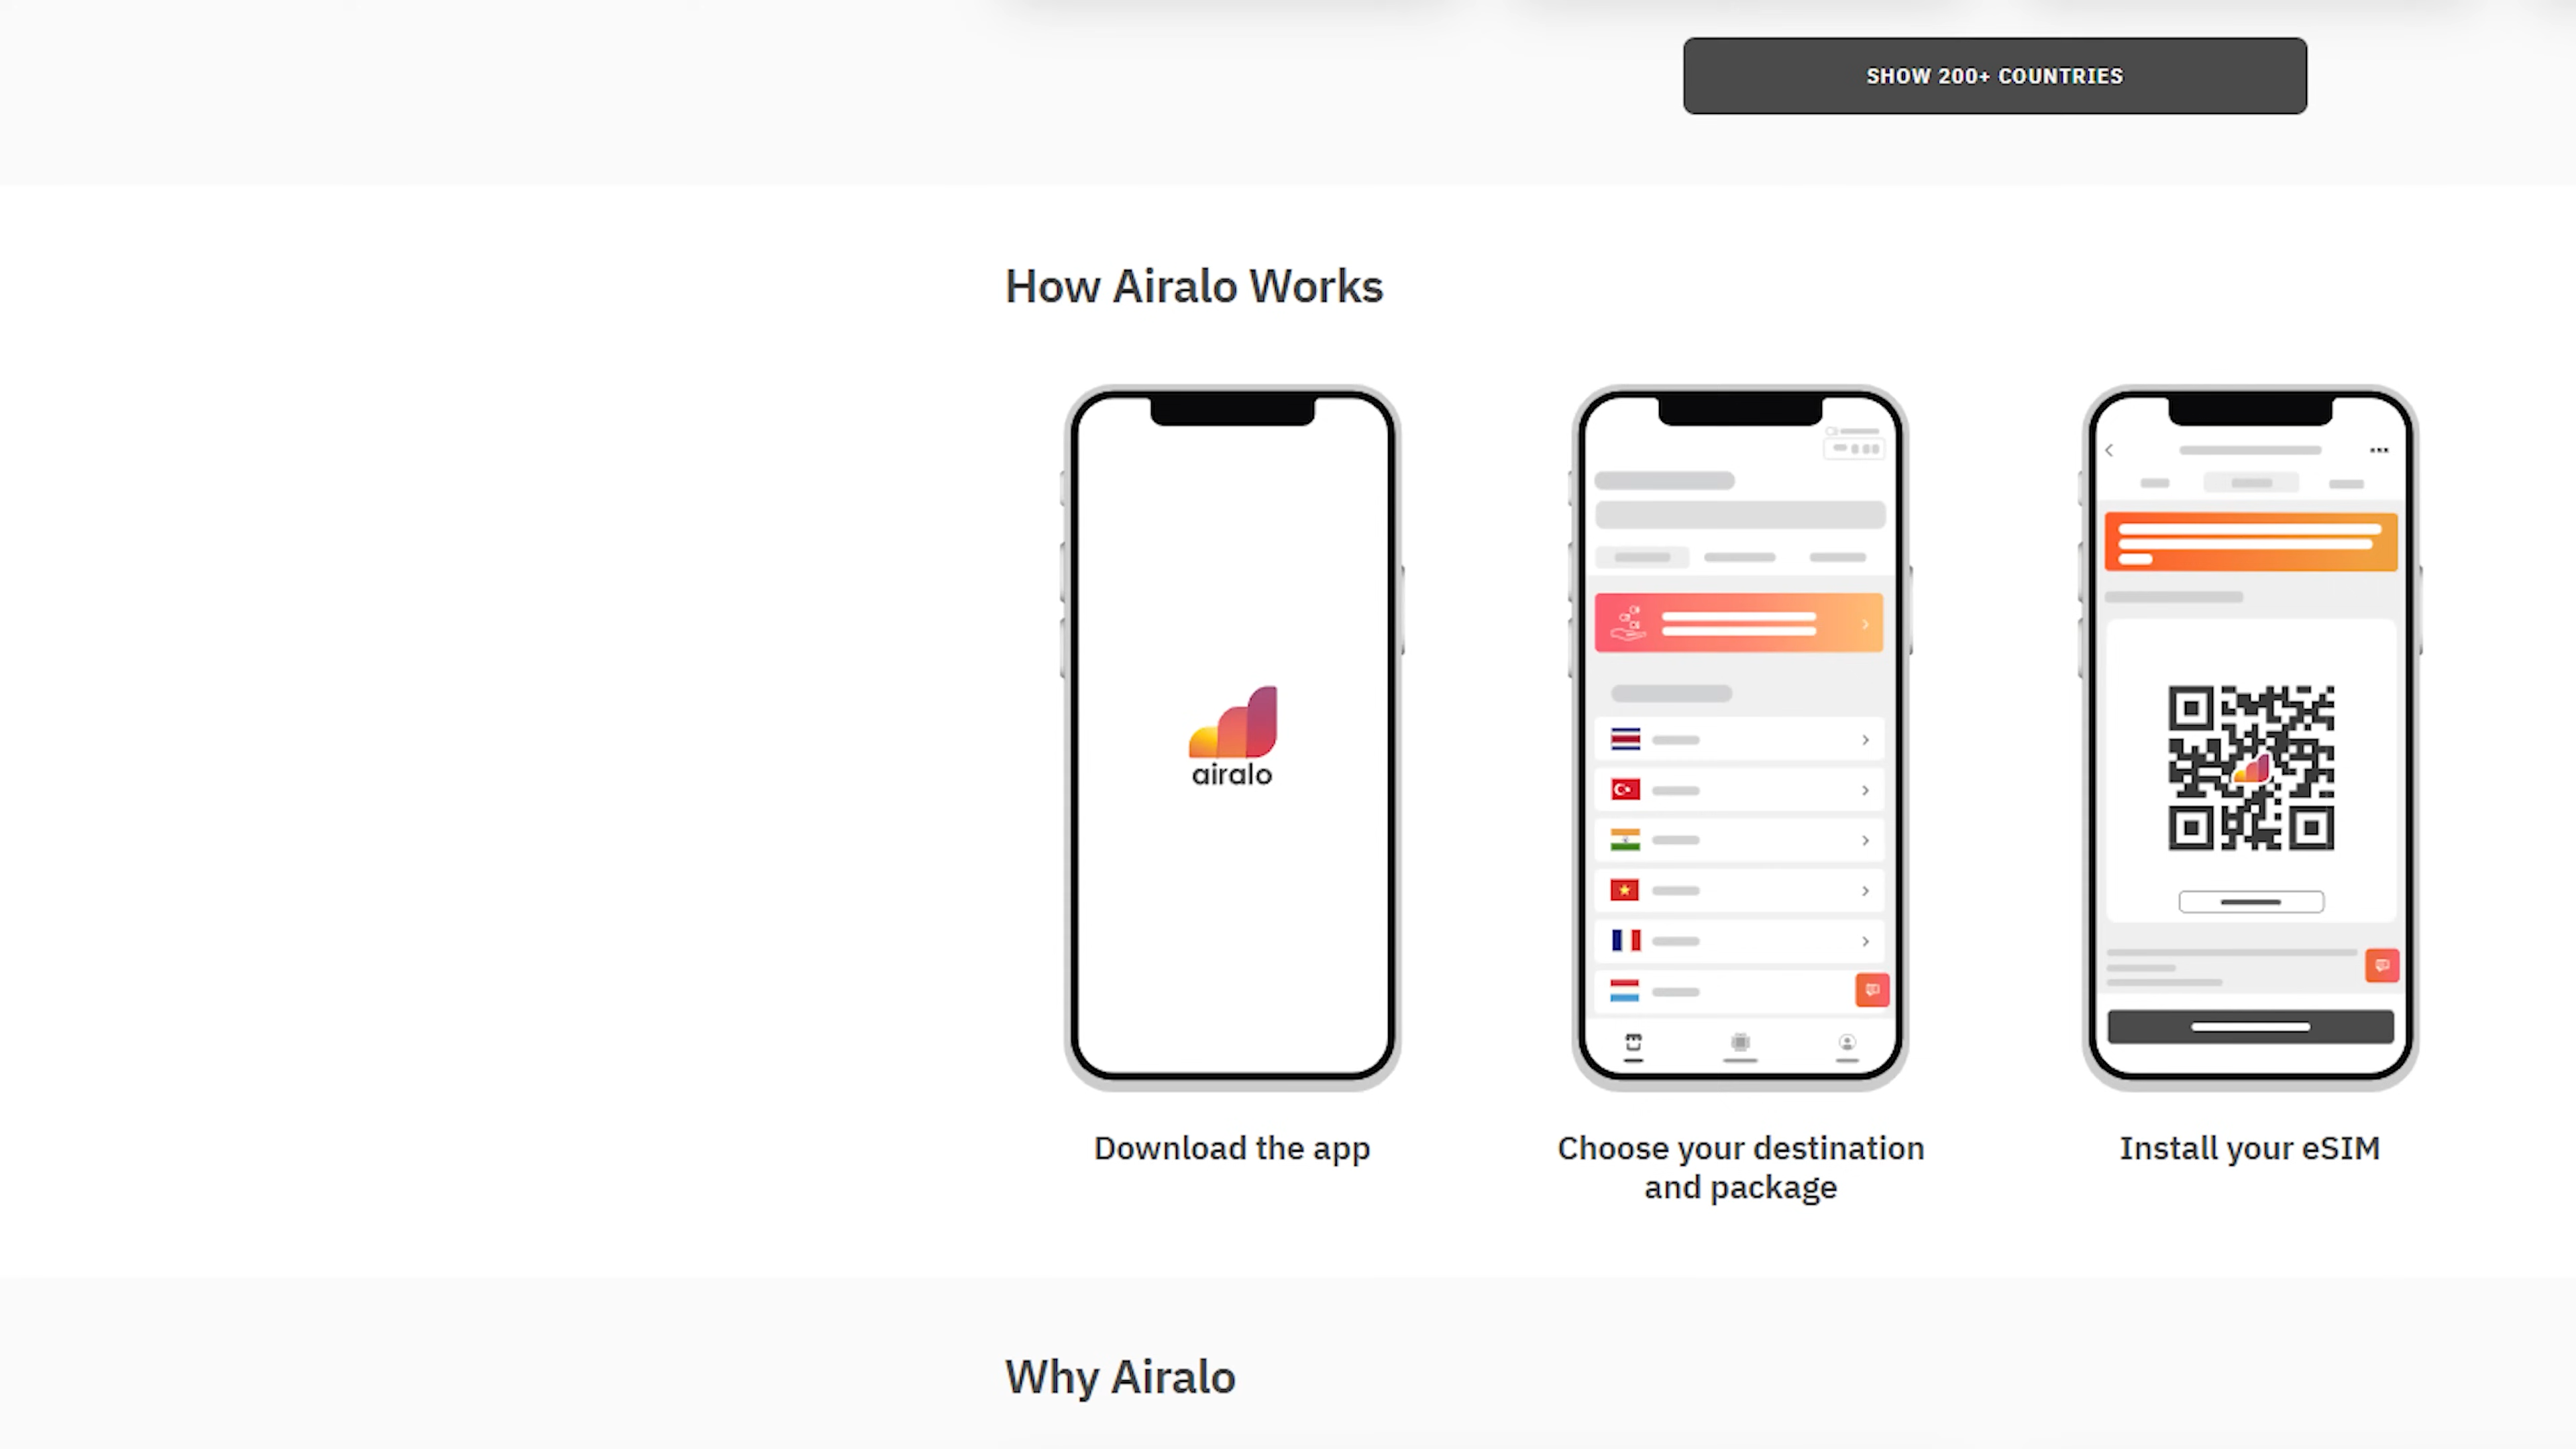 SHOW 200+ COUNTRIES
How Airalo Works
airalo
Download the app
Choose your destination
and package
Install your eSIM
Why Airalo